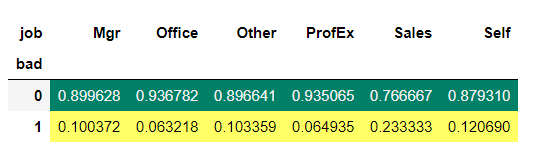 job Mgr Office Other ProfEx Sales Self
bad
0 0.899628 0.936782 0.896641 0.935065 0.766667 0.879310
1 0.100372 0.063218 0.103359 0.064935 0.233333 0.120690